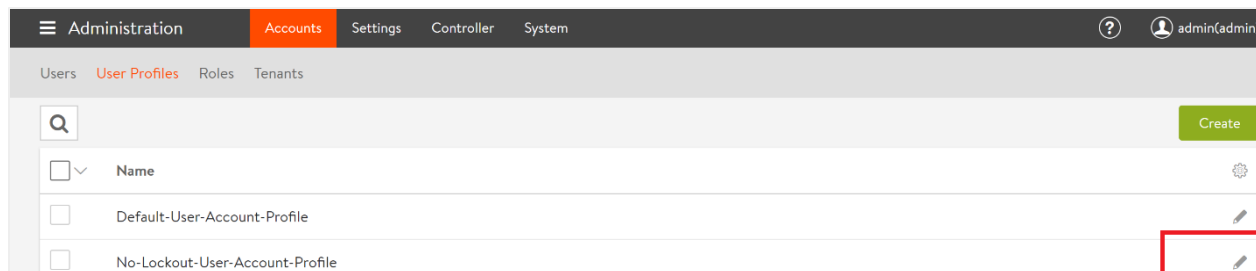 Administration Accounts Settings Controller System ? admin(admin
Users User Profiles Roles Tenants
Create
Name
Default-User-Account-Profile
No-Lockout-User-Account-Profile